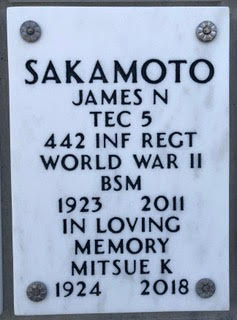 SAKAMOTO
JAMES N
TEC 5
442 INF REGT
WORLD WAR II
BSM
1923 2011
IN LOVING
MEMORY
MITSUE K
1924 2018